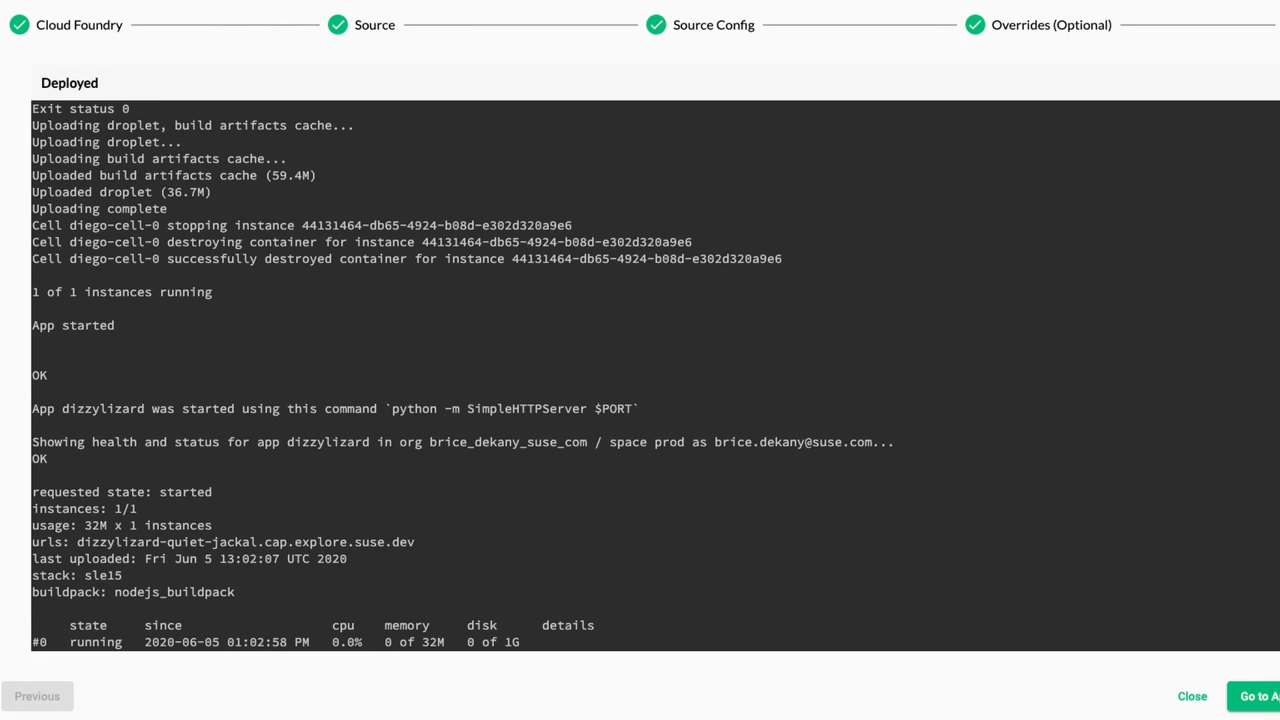 Cloud Foundry Source Source Config Overrides (Optional)
Deployed
Exit status 0
Uploading droplet, build artifacts cache...
Uploading droplet...
Uploading build artifacts cache...
Uploaded build artifacts cache (59.4M)
Uploaded droplet (36.7M)
Uploading complete
Cell diego-cell-0 stopping instance 44131464-db65-4924-b08d-e302d320a9e6
Cell diego-cell-0 destroying container for instance 44131464-db65-4924-b08d-e302d320a9e6
Cell diego-cell-0 successfully destroyed container for instance 44131464-db65-4924-b08d-e302d320a9e6
1 of 1 instances running
App started
OK
App dizzylizard was started using this command `python -m SimpleHTTPServer $PORT`
Showing health and status for app dizzylizard in org brice_dekany_suse_com / space prod as brice.dekany@suse.com...
OK
requested state: started
instances: 1/1
usage: 32M x 1 instances
urls: dizzylizard-quiet-jackal.cap.explore.suse.dev
last uploaded: Fri Jun 5 13:02:07 UTC 2020
stack: sle15
buildpack: nodejs_buildpack
state since cpu memory disk details
#0 running 2020-06-05 01:02:58 PM 0.0% 0 of 32M 0 of 1G
Previous Close Go to A